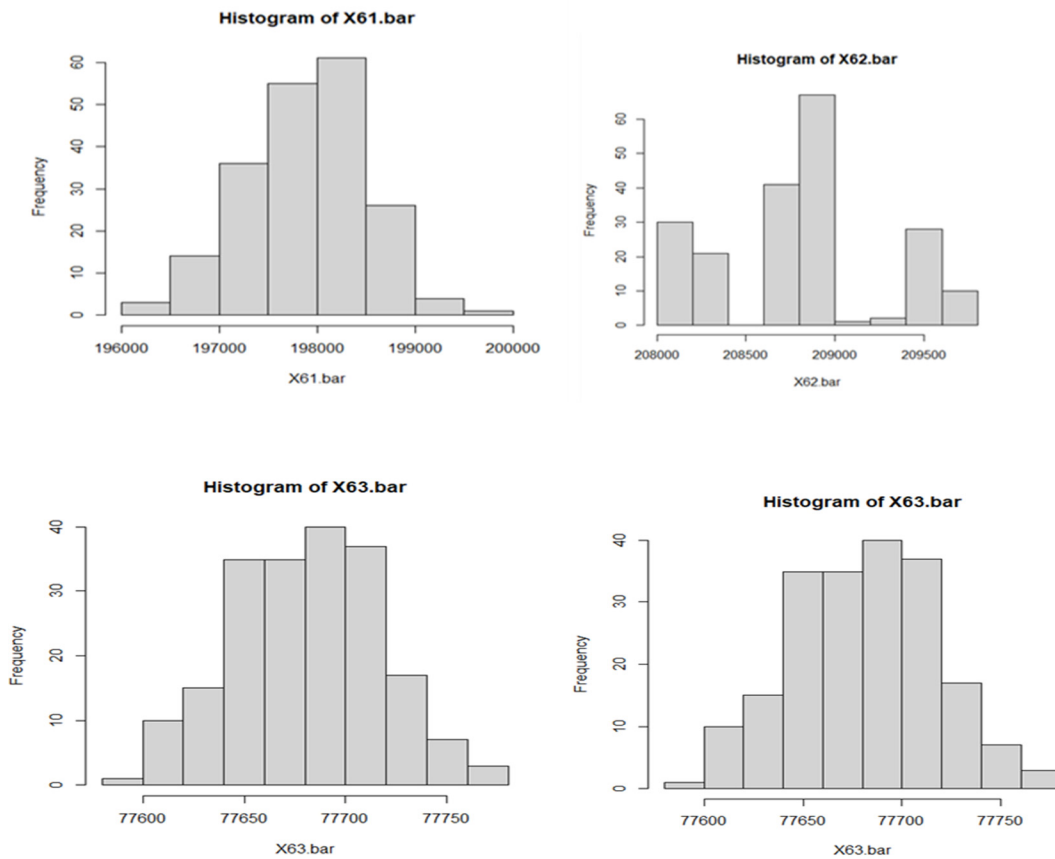 Histogram of X61.bar
Frequency
0 10 20 30 40 50 60
196000 197000 198000 199000 200000
X61.bar
Histogram of X62.bar
Frequency
0 10 20 30 40 50 60
208000 208500 209000 209500
X62.bar
Histogram of X63.bar
Frequency
0 10 20 30 40
77600 77650 77700 77750
X63.bar
Histogram of X63.bar
Frequency
0 10 20 30 40
77600 77650 77700 77750
X63.bar